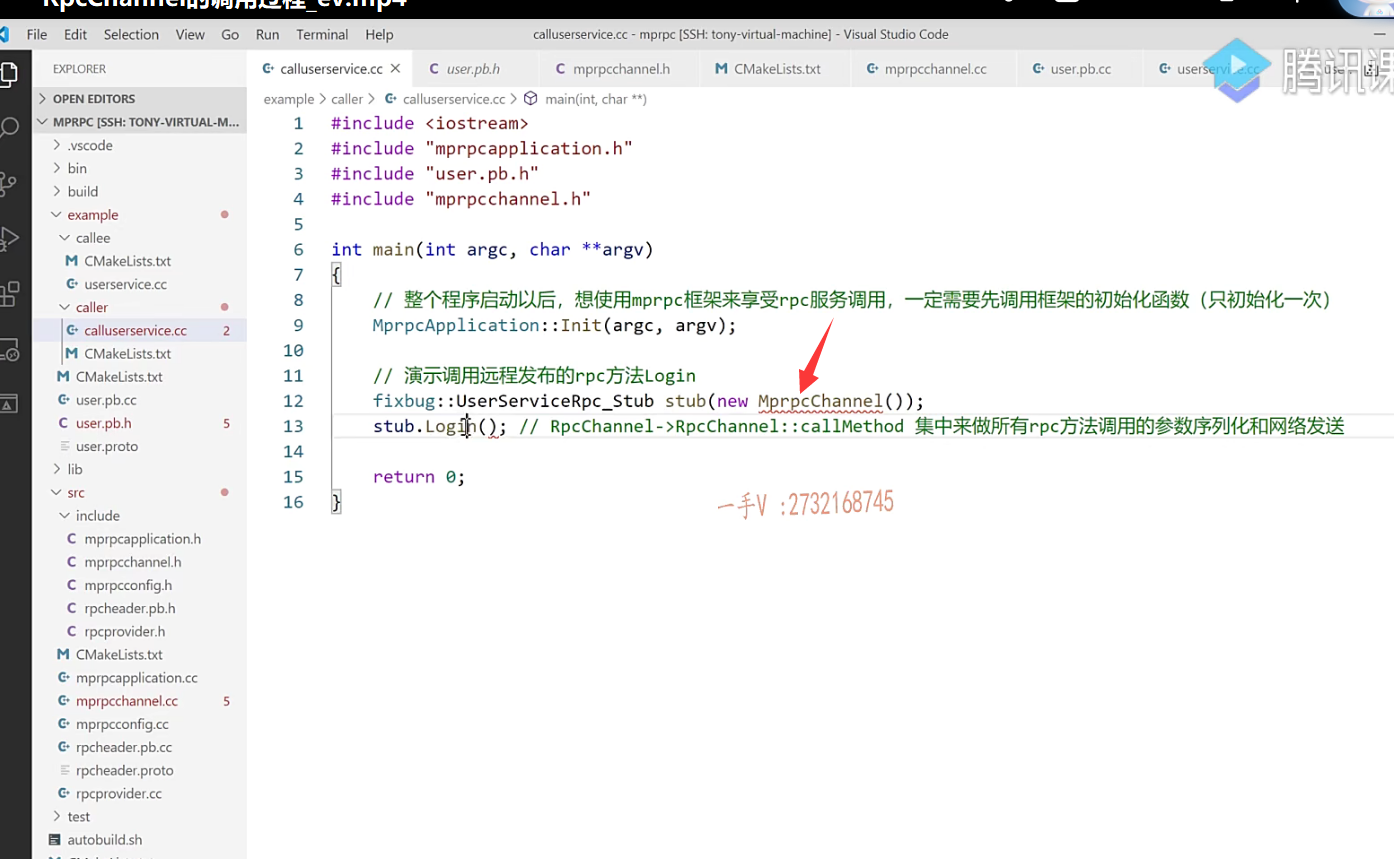 RpcChannel的调用过程_ev.mp4
File Edit Selection View Go Run Terminal Help
calluserservice.cc - mprpc [SSH: tony-virtual-machine] - Visual Studio Code
EXPLORER
OPEN EDITORS
MPRPC [SSH: TONY-VIRTUAL-M...
.vscode
bin
build
example
callee
CMakeLists.txt
userservice.cc
caller
calluserservice.cc 2
CMakeLists.txt
CMakeLists.txt
user.pb.cc
user.pb.h 5
user.proto
lib
src
include
mprpcapplication.h
mprpcchannel.h
mprpcconfig.h
rpcheader.pb.h
rpcprovider.h
CMakeLists.txt
mprpcapplication.cc
mprpcchannel.cc 5
mprpcconfig.cc
rpcheader.pb.cc
rpcheader.proto
rpcprovider.cc
test
autobuild.sh
calluserservice.cc user.pb.h mprpcchannel.h CMakeLists.txt mprpcchannel.cc user.pb.cc userservice.cc
腾讯课
example > caller > calluserservice.cc > main(int, char **)
1 #include <iostream>
2 #include "mprpcapplication.h"
3 #include "user.pb.h"
4 #include "mprpcchannel.h"
5
6 int main(int argc, char **argv)
7 {
8 // 整个程序启动以后，想使用mprpc框架来享受rpc服务调用，一定需要先调用框架的初始化函数（只初始化一次）
9 MprpcApplication::Init(argc, argv);
10
11 // 演示调用远程发布的rpc方法Login
12 fixbug::UserServiceRpc_Stub stub(new MprpcChannel());
13 stub.Login(); // RpcChannel->RpcChannel::callMethod 集中来做所有rpc方法调用的参数序列化和网络发送
14
15 return 0;
16 }
一手V :2732168745